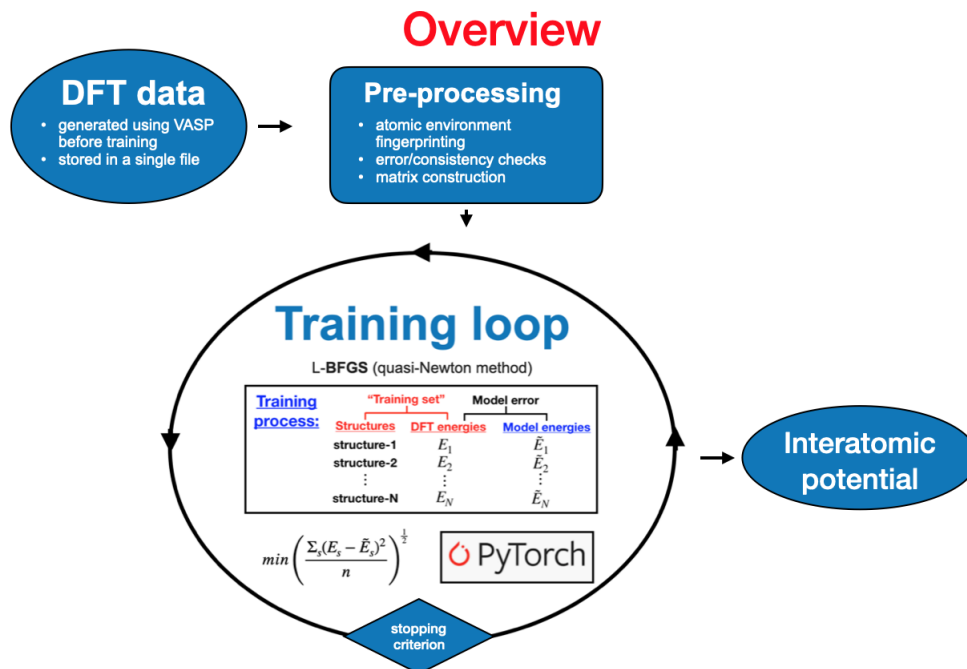 Overview
DFT data
• generated using VASP
before training
• stored in a single file
Pre-processing
• atomic environment
fingerprinting
• error/consistency checks
• matrix construction
Training loop
L-BFGS (quasi-Newton method)
Training
process:
“Training set” Model error
Structures DFT energies Model energies
structure-1 E₁ Ẽ₁
structure-2 E₂ Ẽ₂
⋮ ⋮ ⋮
structure-N E_N Ẽ_N
min(Σₛ(Eₛ − Ẽₛ)²/n)^½
PyTorch
stopping
criterion
Interatomic
potential